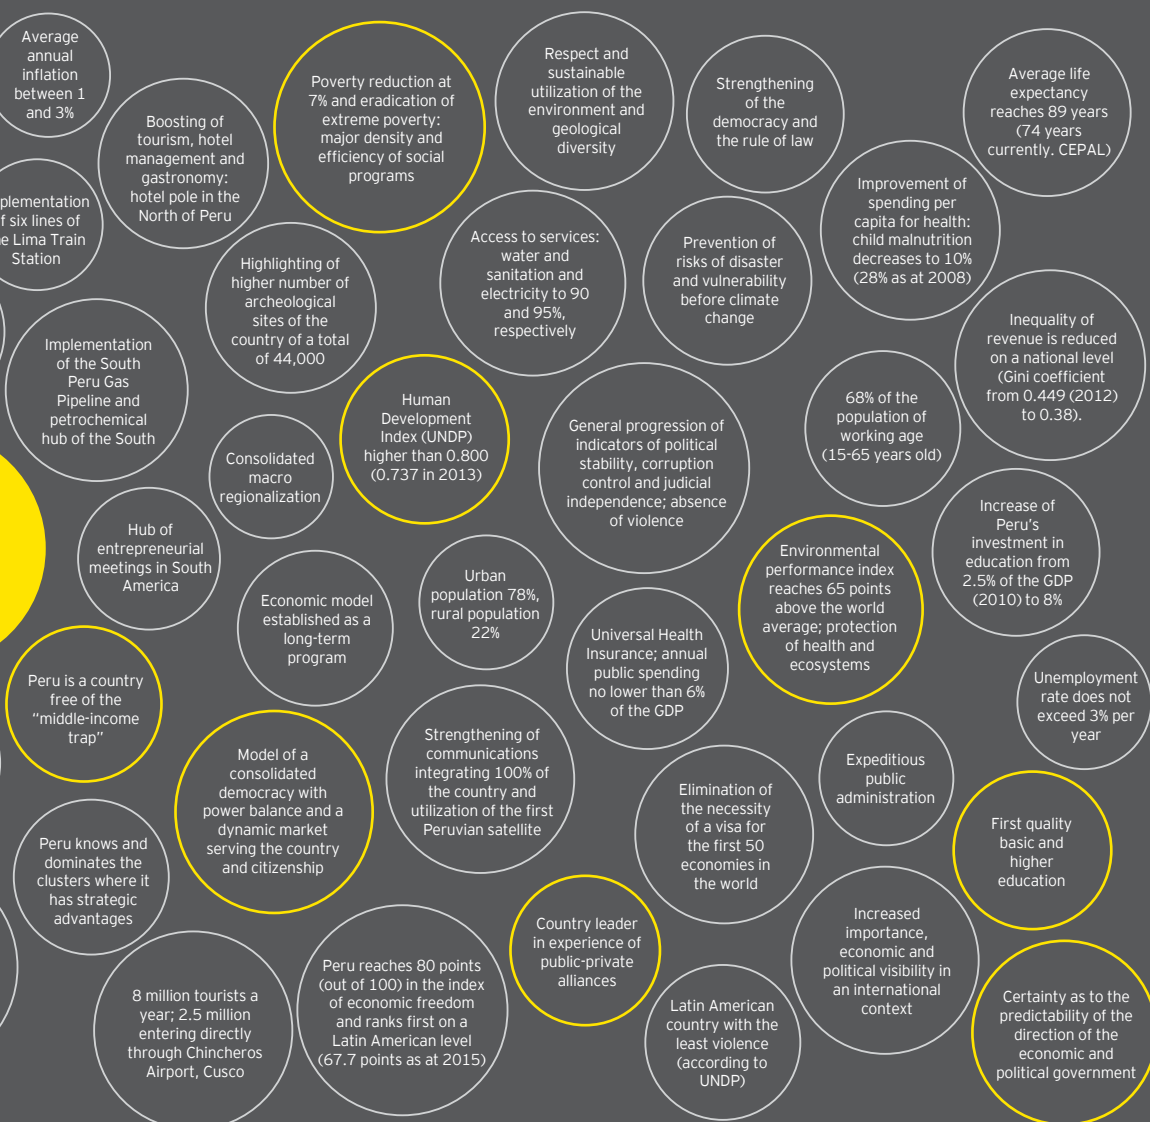 Average
annual
inflation
between 1
and 3%
Boosting of
tourism, hotel
management and
gastronomy:
hotel pole in the
North of Peru
Poverty reduction at
7% and eradication of
extreme poverty:
major density and
efficiency of social
programs
Respect and
sustainable
utilization of the
environment and
geological
diversity
Strengthening
of the
democracy and
the rule of law
Average life
expectancy
reaches 89 years
(74 years
currently. CEPAL)
plementation
f six lines of
e Lima Train
Station
Highlighting of
higher number of
archeological
sites of the
country of a total
of 44,000
Access to services:
water and
sanitation and
electricity to 90
and 95%,
respectively
Prevention of
risks of disaster
and vulnerability
before climate
change
Improvement of
spending per
capita for health:
child malnutrition
decreases to 10%
(28% as at 2008)
Implementation
of the South
Peru Gas
Pipeline and
petrochemical
hub of the South
Human
Development
Index (UNDP)
higher than 0.800
(0.737 in 2013)
General progression of
indicators of political
stability, corruption
control and judicial
independence; absence
of violence
68% of the
population of
working age
(15-65 years old)
Inequality of
revenue is reduced
on a national level
(Gini coefficient
from 0.449 (2012)
to 0.38).
Consolidated
macro
regionalization
Hub of
entrepreneurial
meetings in South
America
Economic model
established as a
long-term
program
Urban
population 78%,
rural population
22%
Universal Health
Insurance; annual
public spending
no lower than 6%
of the GDP
Environmental
performance index
reaches 65 points
above the world
average; protection
of health and
ecosystems
Increase of
Peru's
investment in
education from
2.5% of the GDP
(2010) to 8%
Peru is a country
free of the
“middle-income
trap”
Model of a
consolidated
democracy with
power balance and a
dynamic market
serving the country
and citizenship
Strengthening of
communications
integrating 100% of
the country and
utilization of the first
Peruvian satellite
Elimination of
the necessity
of a visa for
the first 50
economies in
the world
Expeditious
public
administration
Unemployment
rate does not
exceed 3% per
year
Peru knows and
dominates the
clusters where it
has strategic
advantages
First quality
basic and
higher
education
8 million tourists a
year; 2.5 million
entering directly
through Chincheros
Airport, Cusco
Peru reaches 80 points
(out of 100) in the index
of economic freedom
and ranks first on a
Latin American level
(67.7 points as at 2015)
Country leader
in experience of
public-private
alliances
Latin American
country with the
least violence
(according to
UNDP)
Increased
importance,
economic and
political visibility in
an international
context
Certainty as to the
predictability of the
direction of the
economic and
political government